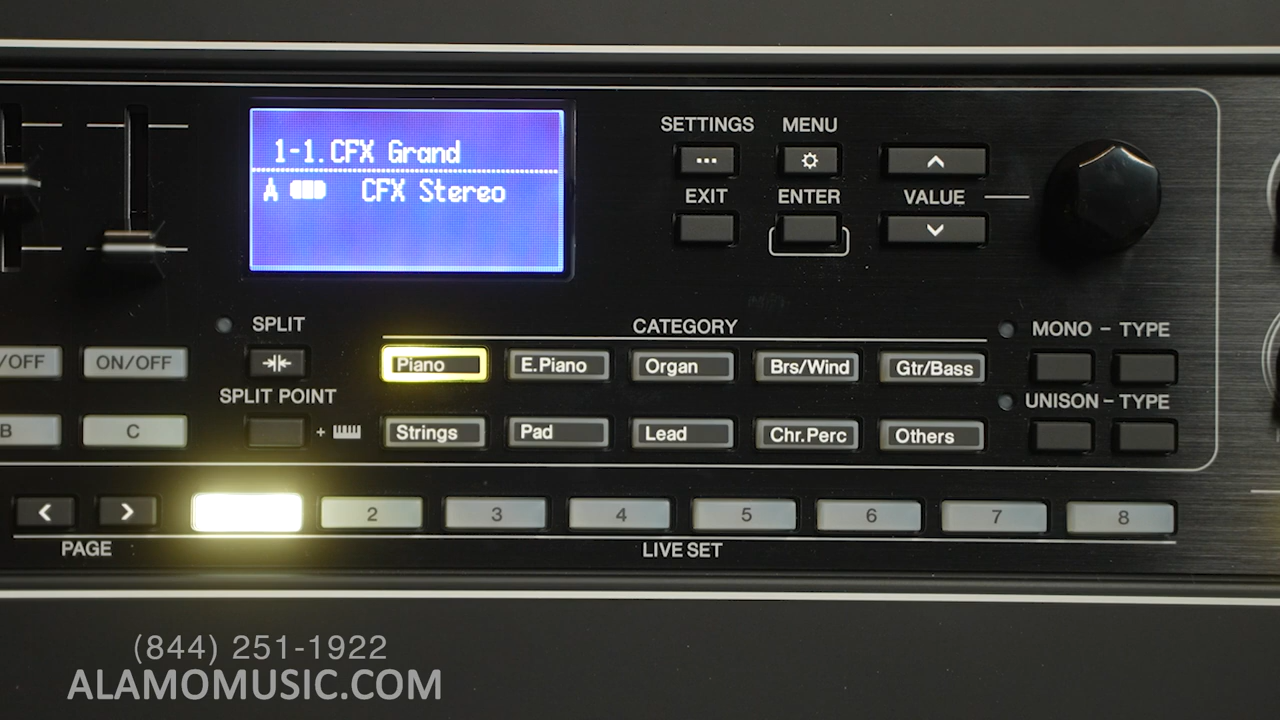 1-1.CFX Grand
A CFX Stereo
SETTINGS MENU
EXIT ENTER
VALUE
SPLIT
CATEGORY
MONO - TYPE
/OFF ON/OFF
Piano E.Piano Organ Brs/Wind Gtr/Bass
SPLIT POINT
UNISON - TYPE
B C
+
Strings Pad Lead Chr.Perc Others
2 3 4 5 6 7 8
PAGE
LIVE SET
(844) 251-1922
ALAMOMUSIC.COM